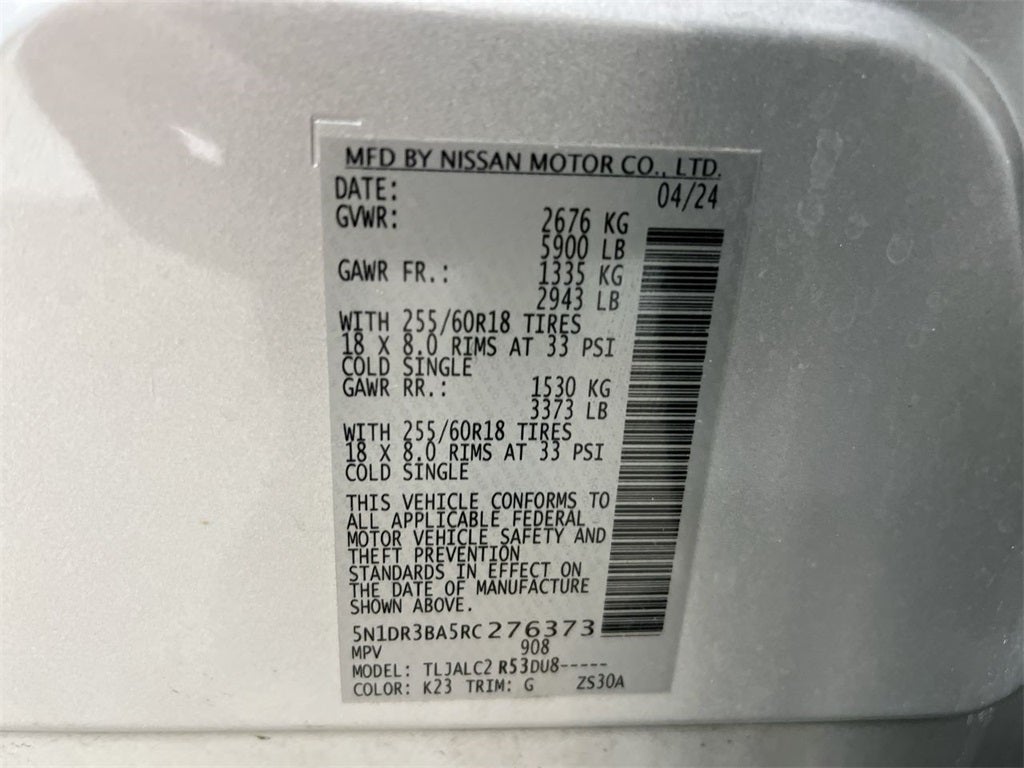 MFD BY NISSAN MOTOR CO., LTD.
DATE: 04/24
GVWR: 2676 KG
5900 LB
GAWR FR.: 1335 KG
2943 LB
WITH 255/60R18 TIRES
18 X 8.0 RIMS AT 33 PSI
COLD SINGLE
GAWR RR.: 1530 KG
3373 LB
WITH 255/60R18 TIRES
18 X 8.0 RIMS AT 33 PSI
COLD SINGLE
THIS VEHICLE CONFORMS TO
ALL APPLICABLE FEDERAL
MOTOR VEHICLE SAFETY AND
THEFT PREVENTION
STANDARDS IN EFFECT ON
THE DATE OF MANUFACTURE
SHOWN ABOVE.
5N1DR3BA5RC276373
MPV 908
MODEL: TLJALC2 R53DU8-----
COLOR: K23 TRIM: G ZS30A